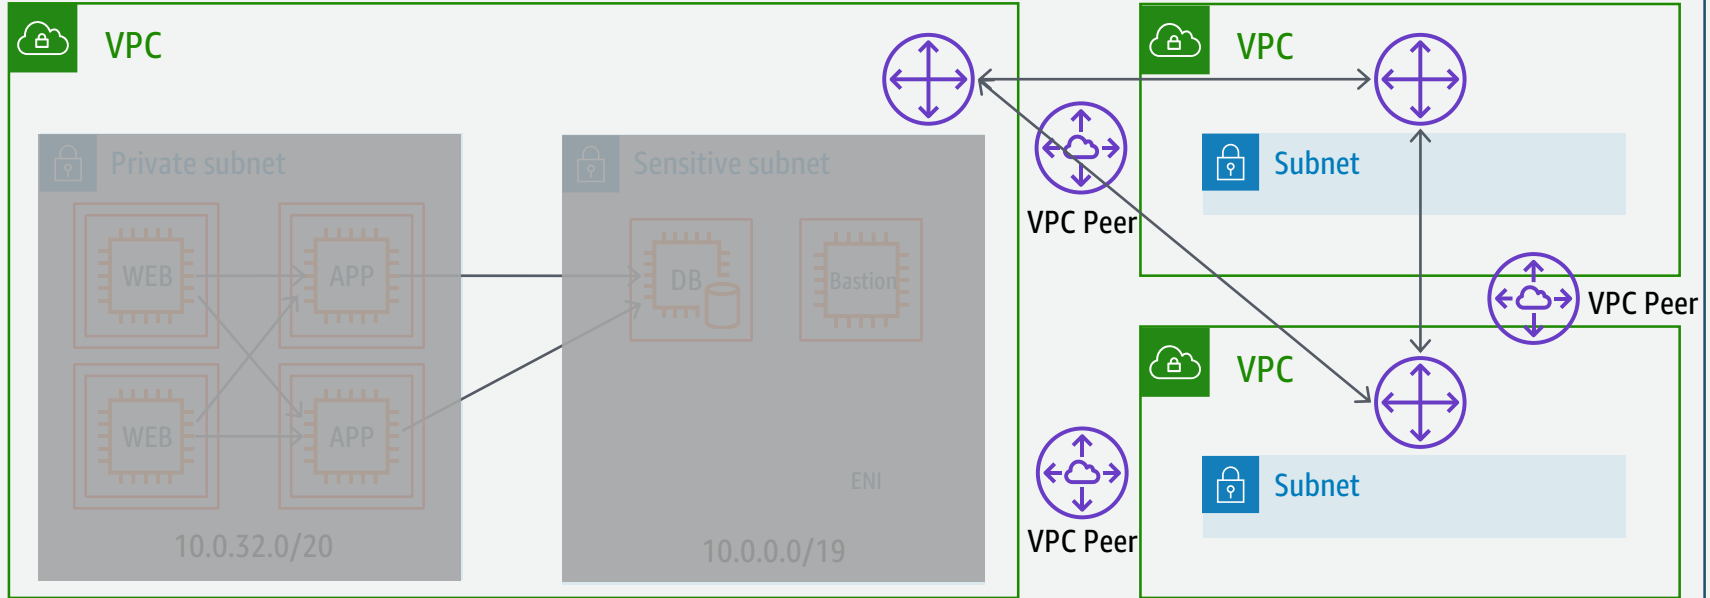 VPC
Private subnet
WEB
APP
WEB
APP
10.0.32.0/20
Sensitive subnet
DB
Bastion
ENI
10.0.0.0/19
VPC Peer
VPC Peer
VPC
Subnet
VPC Peer
VPC
Subnet